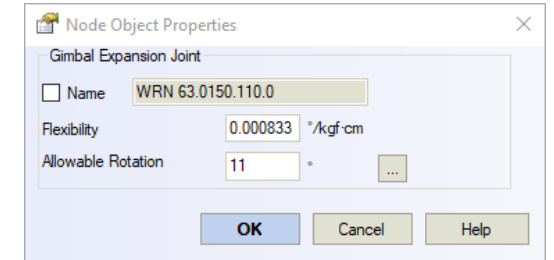 Node Object Properties
Gimbal Expansion Joint
Name WRN 63.0150.110.0
Flexibility 0.000833 °/kgf·cm
Allowable Rotation 11 ° ...
OK Cancel Help